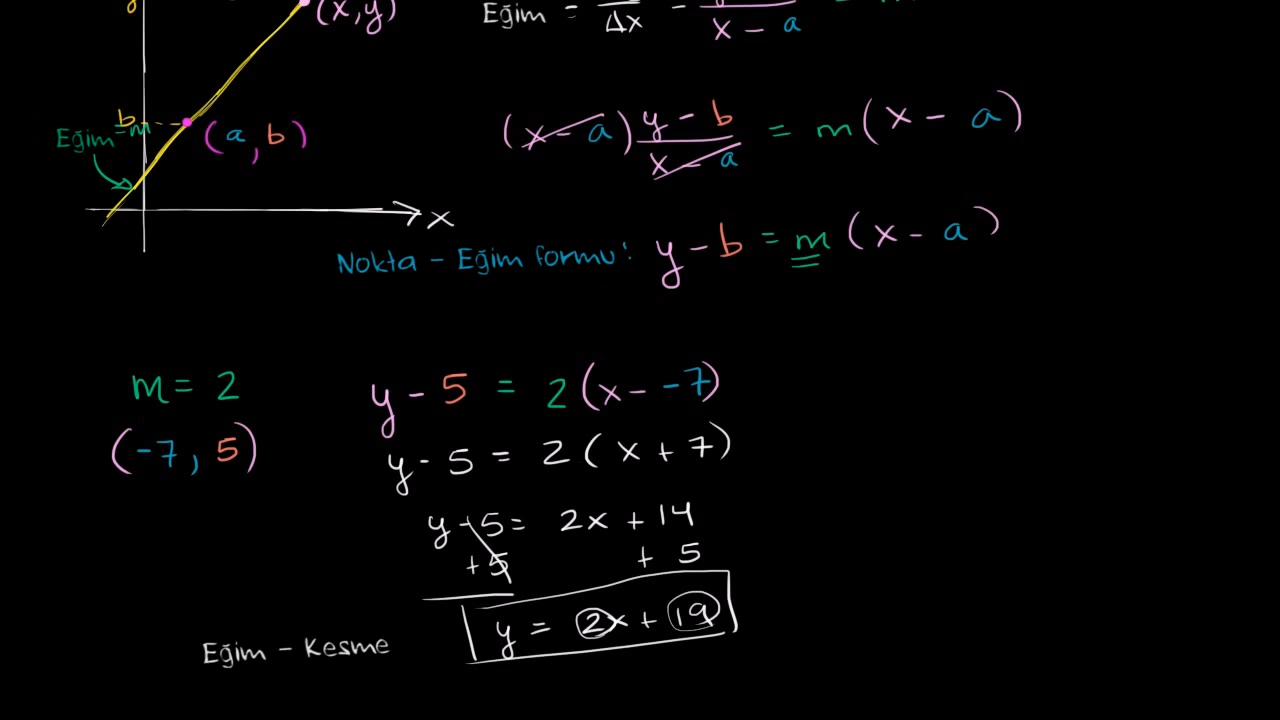 (x,y)
Eğim = Δx = x - a
b
Eğim = m
(a, b)
(x - a) y - b / x - a = m(x - a)
x
Nokta - Eğim formu: y - b = m (x - a)
m = 2
(-7, 5)
y - 5 = 2(x - -7)
y - 5 = 2(x + 7)
y - 5 = 2x + 14
+ 5 + 5
y = 2x + 19
Eğim - Kesme